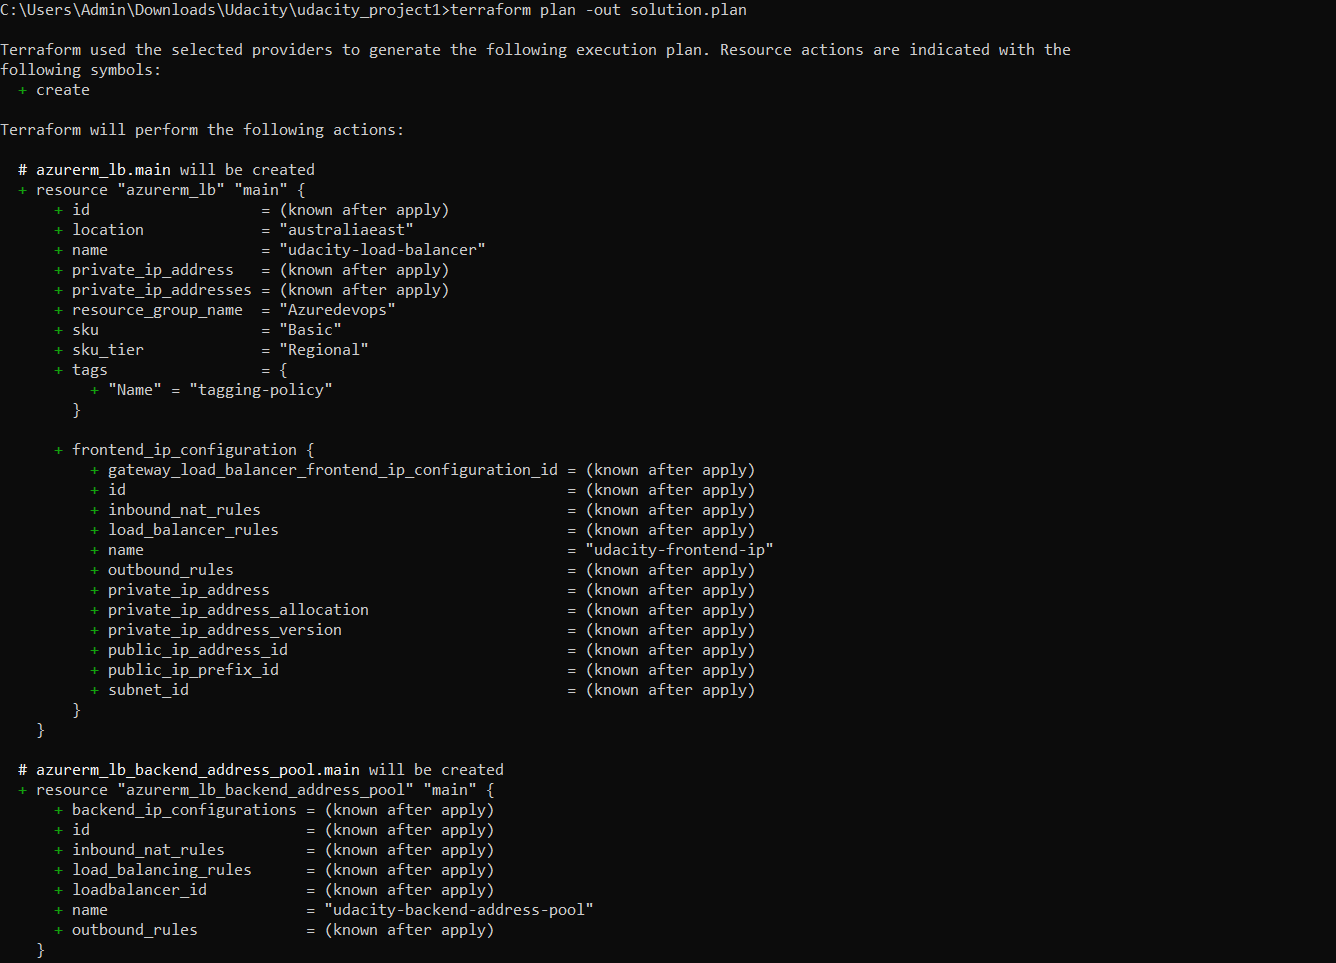 C:\Users\Admin\Downloads\Udacity\udacity_project1>terraform plan -out solution.plan
Terraform used the selected providers to generate the following execution plan. Resource actions are indicated with the
following symbols:
  + create
Terraform will perform the following actions:
  # azurerm_lb.main will be created
  + resource "azurerm_lb" "main" {
      + id                   = (known after apply)
      + location             = "australiaeast"
      + name                 = "udacity-load-balancer"
      + private_ip_address   = (known after apply)
      + private_ip_addresses = (known after apply)
      + resource_group_name  = "Azuredevops"
      + sku                  = "Basic"
      + sku_tier             = "Regional"
      + tags                 = {
          + "Name" = "tagging-policy"
        }
      + frontend_ip_configuration {
          + gateway_load_balancer_frontend_ip_configuration_id = (known after apply)
          + id                                                 = (known after apply)
          + inbound_nat_rules                                  = (known after apply)
          + load_balancer_rules                                = (known after apply)
          + name                                               = "udacity-frontend-ip"
          + outbound_rules                                     = (known after apply)
          + private_ip_address                                 = (known after apply)
          + private_ip_address_allocation                      = (known after apply)
          + private_ip_address_version                         = (known after apply)
          + public_ip_address_id                               = (known after apply)
          + public_ip_prefix_id                                = (known after apply)
          + subnet_id                                          = (known after apply)
        }
    }
  # azurerm_lb_backend_address_pool.main will be created
  + resource "azurerm_lb_backend_address_pool" "main" {
      + backend_ip_configurations = (known after apply)
      + id                        = (known after apply)
      + inbound_nat_rules         = (known after apply)
      + load_balancing_rules      = (known after apply)
      + loadbalancer_id           = (known after apply)
      + name                      = "udacity-backend-address-pool"
      + outbound_rules            = (known after apply)
    }